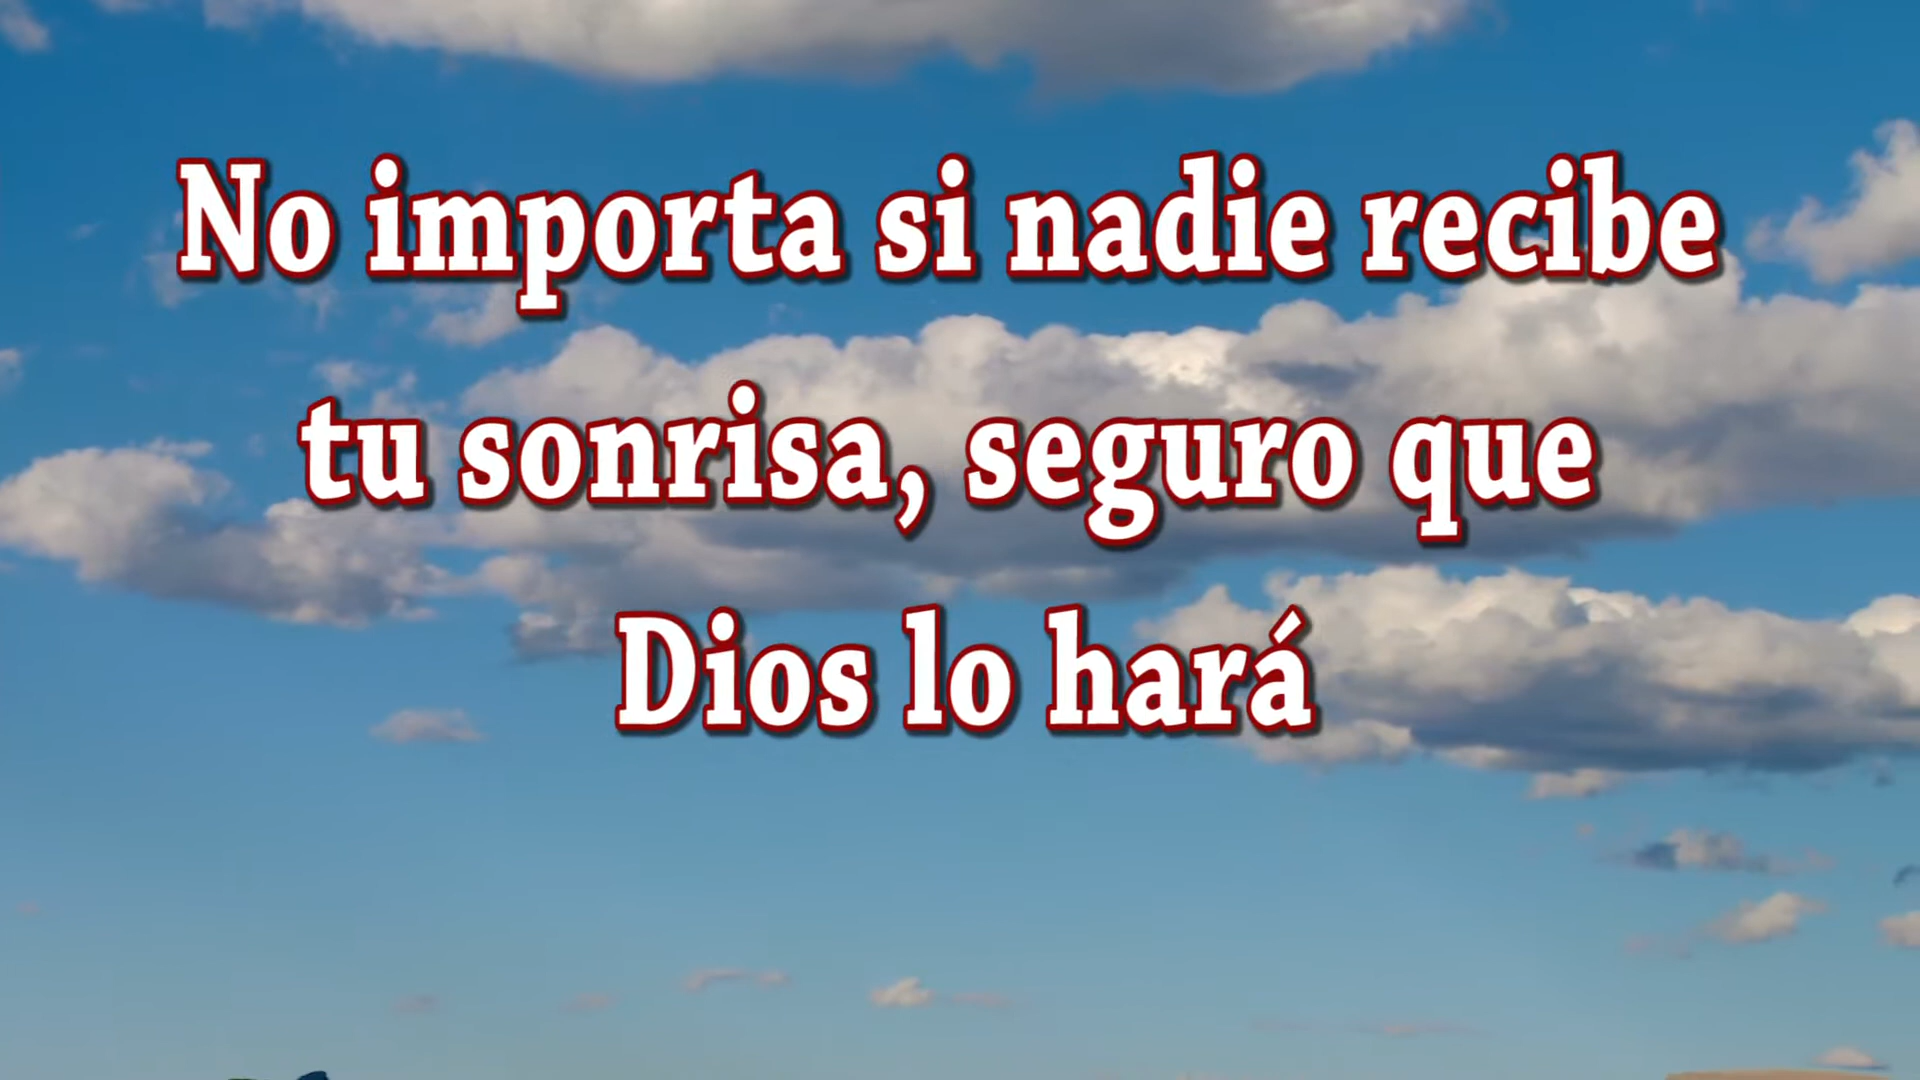 No importa si nadie recibe
tu sonrisa, seguro que
Dios lo hará